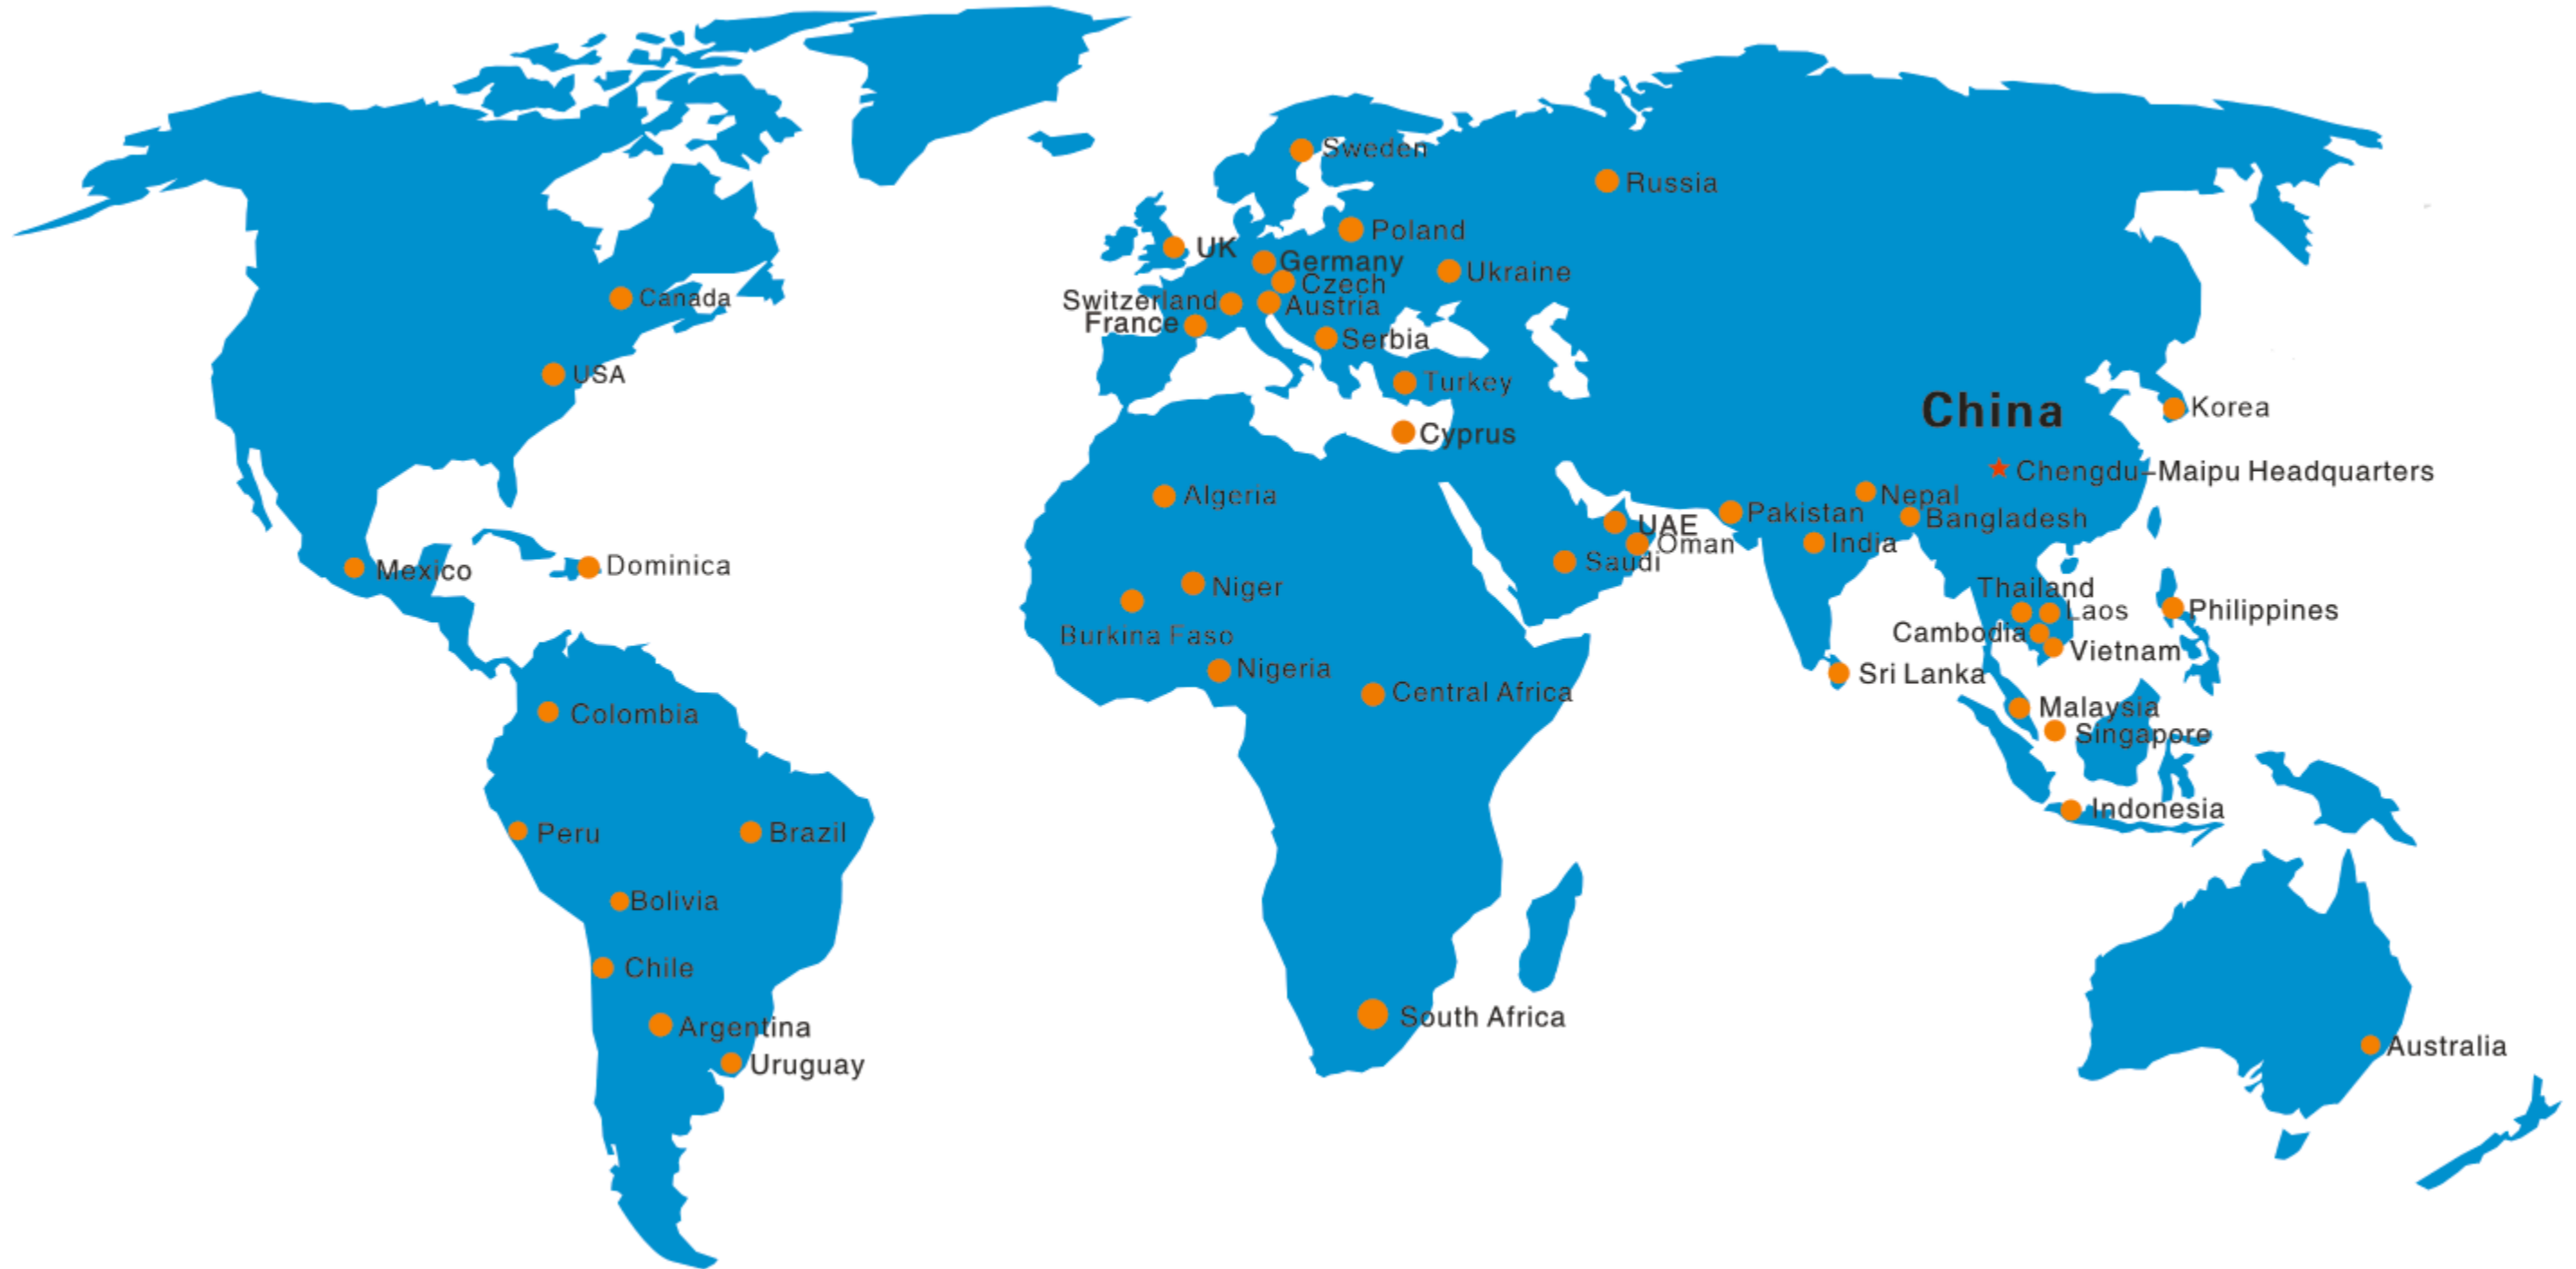 Sweden
Russia
Poland
UK
Germany
Ukraine
Czech
Canada
Switzerland
Austria
France
Serbia
USA
Turkey
China
Korea
Cyprus
Chengdu-Maipu Headquarters
Algeria
Nepal
Pakistan
Bangladesh
UAE
Oman
India
Saudi
Mexico
Dominica
Niger
Thailand
Laos
Philippines
Burkina Faso
Cambodia
Vietnam
Nigeria
Sri Lanka
Central Africa
Colombia
Malaysia
Singapore
Indonesia
Peru
Brazil
Bolivia
Chile
South Africa
Argentina
Australia
Uruguay